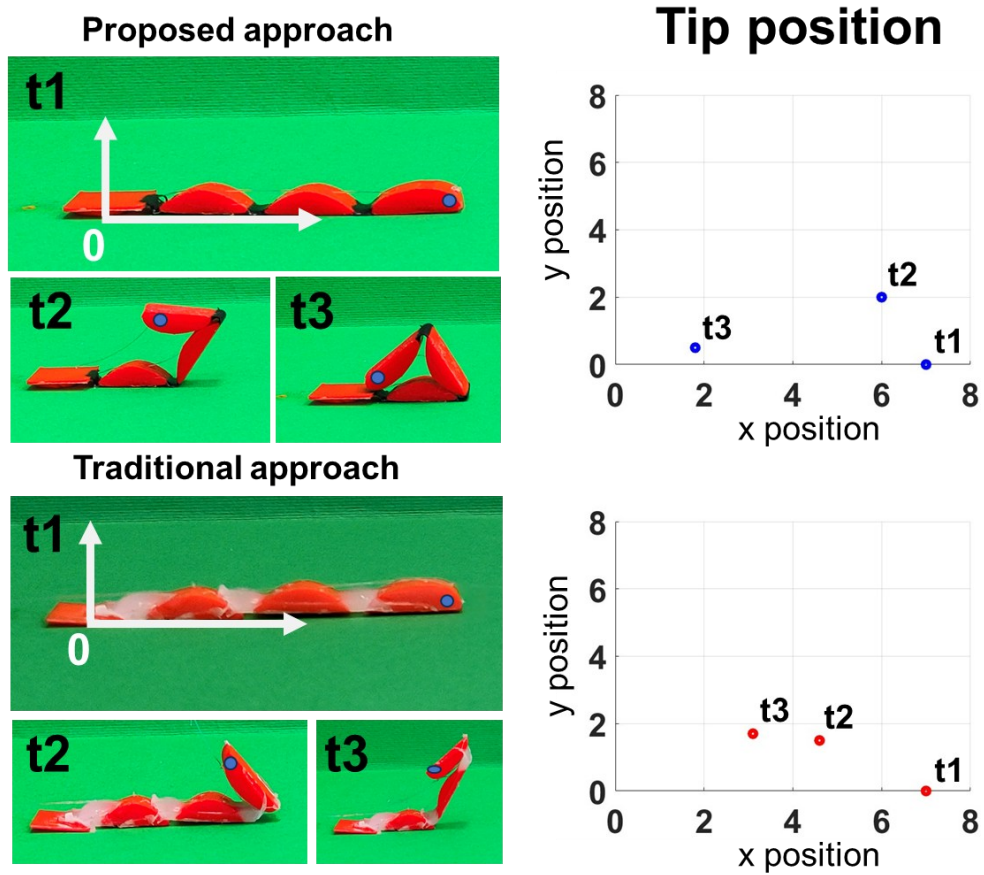 Proposed approach
t1
0
t2
t3
Traditional approach
t1
0
t2
t3
Tip position
8
6
4
2
0
y position
t1
t2
t3
0 2 4 6 8
x position
8
6
4
2
0
y position
t3
t2
t1
0 2 4 6 8
x position